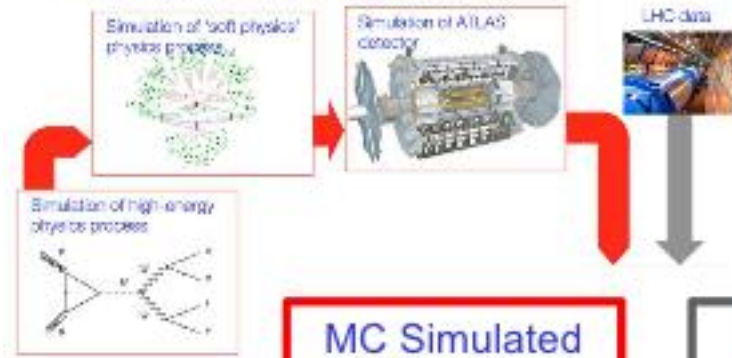 Simulation of 'soft physics'
physics process
Simulation of ATLAS
detector
LHC data
Simulation of high-energy
physics process
MC Simulated